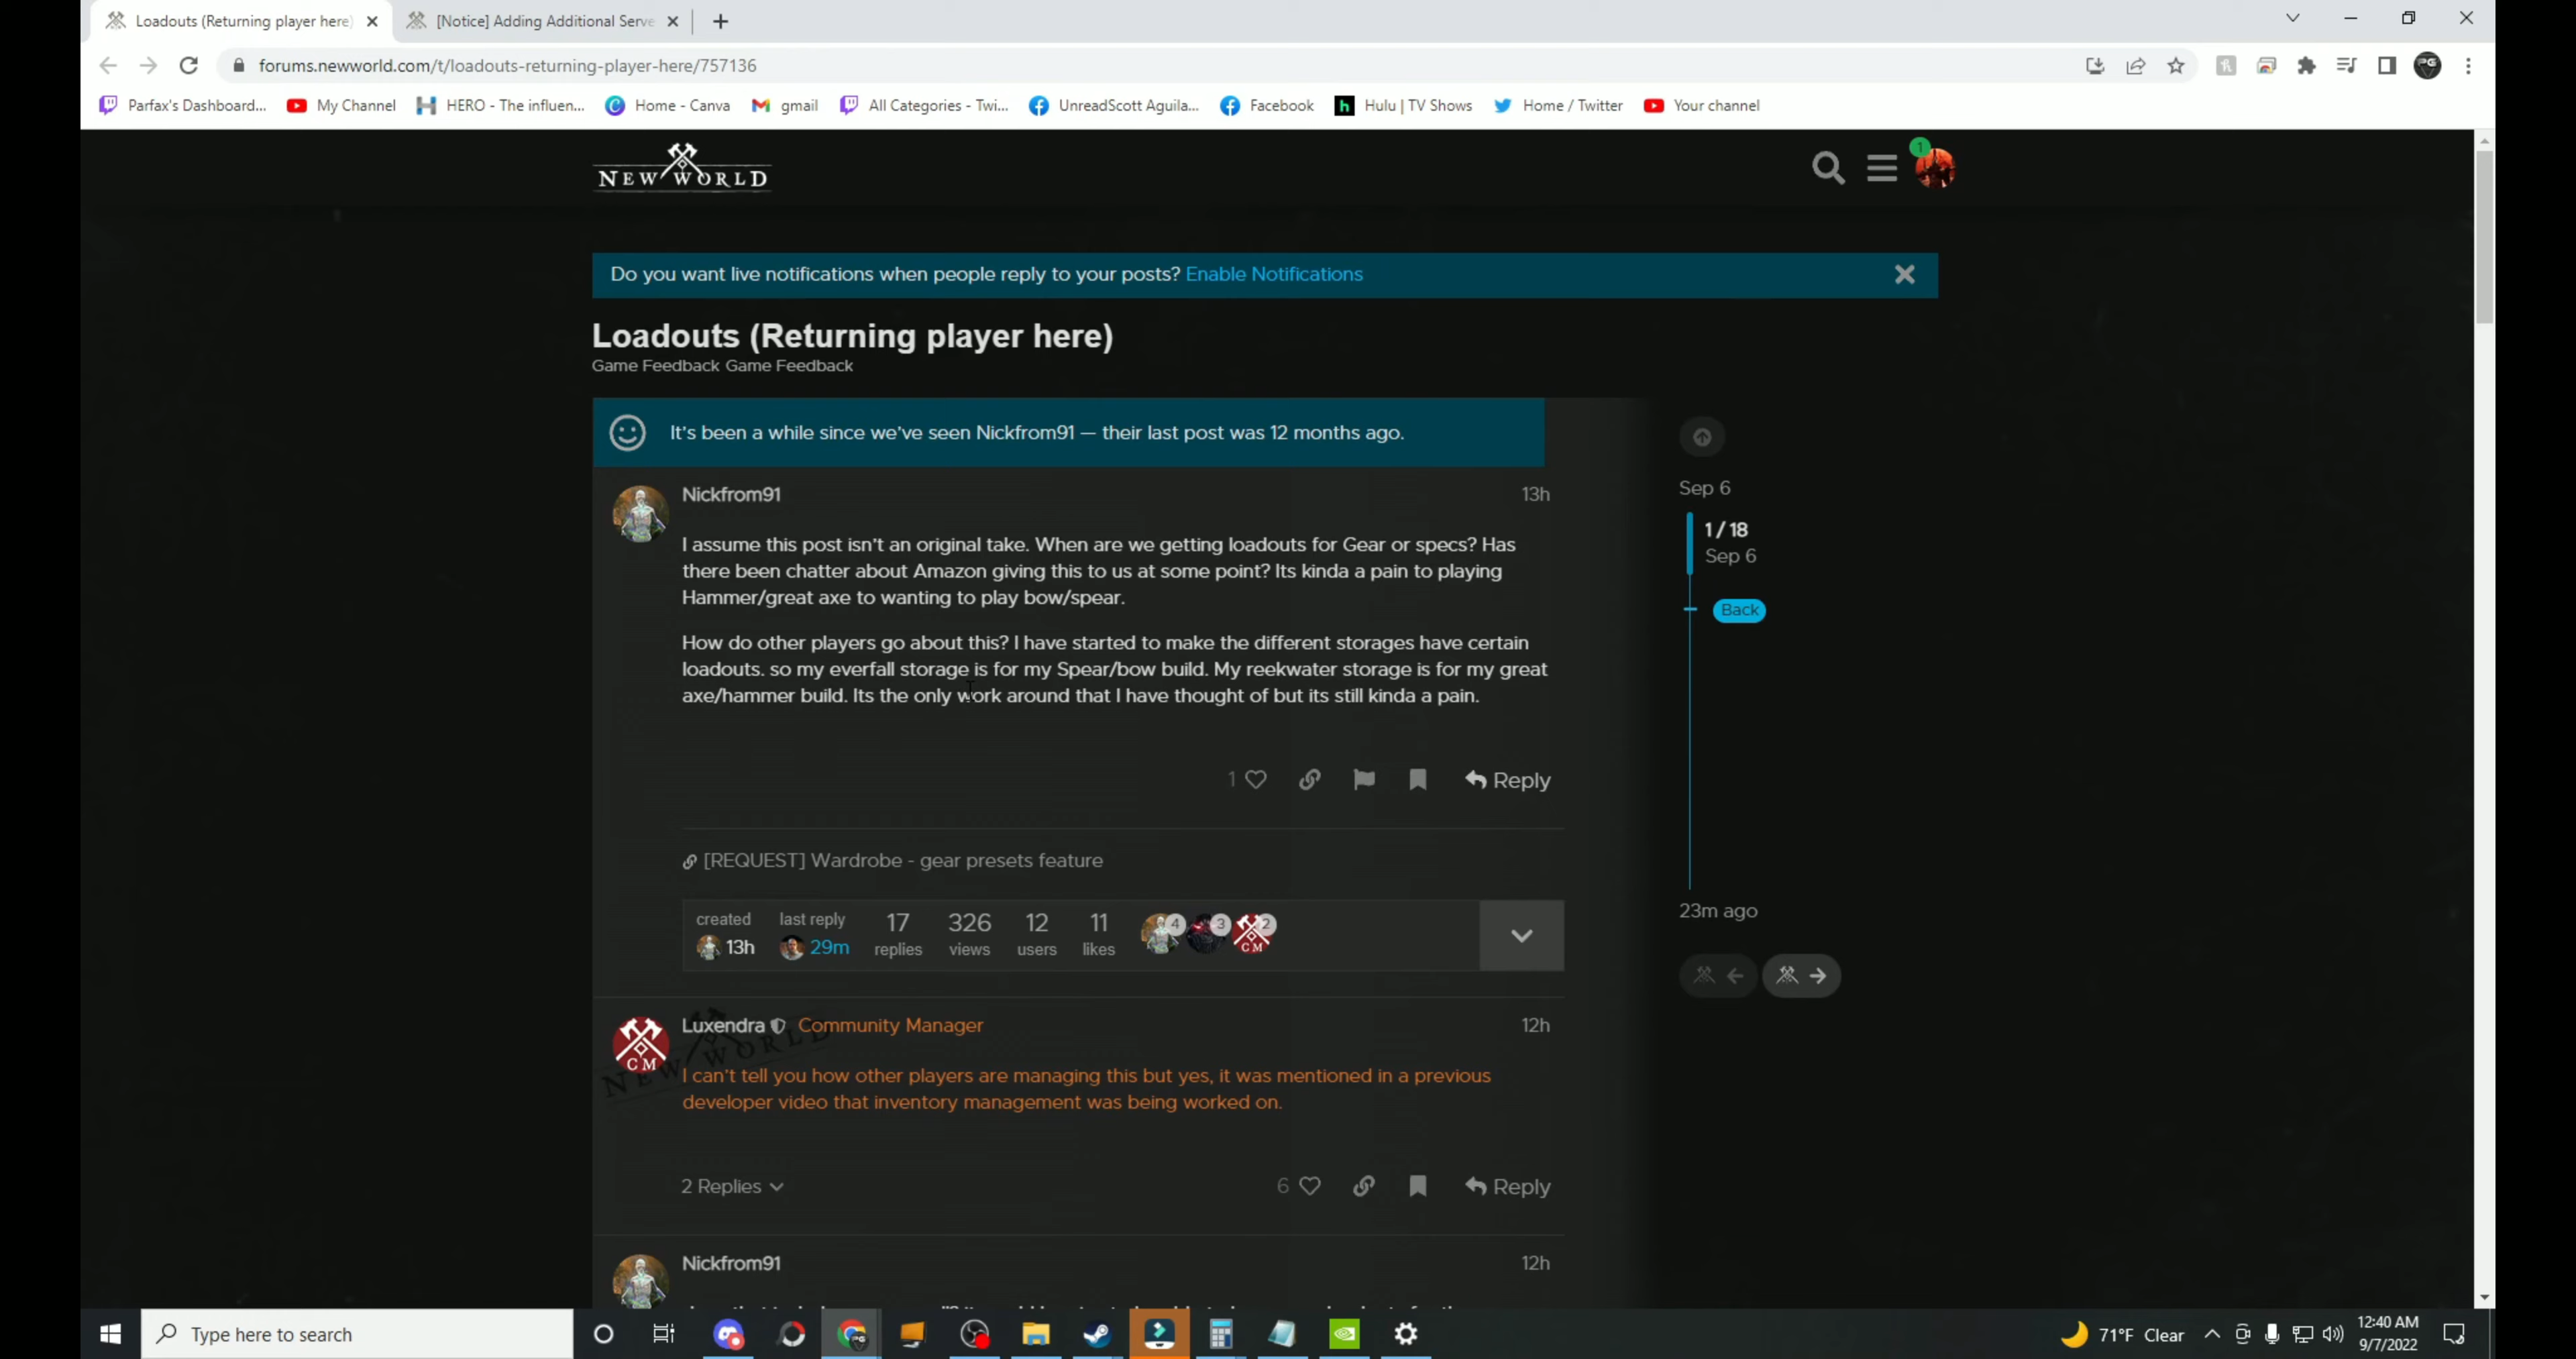 Loadouts (Returning player here)
[Notice] Adding Additional Serve
forums.newworld.com/t/loadouts-returning-player-here/757136
Parfax's Dashboard...
My Channel
HERO - The influen...
Home - Canva
gmail
All Categories - Twi...
UnreadScott Aguila...
Facebook
Hulu | TV Shows
Home / Twitter
Your channel
NEW WORLD
1
Do you want live notifications when people reply to your posts? Enable Notifications
Loadouts (Returning player here)
Game Feedback Game Feedback
It's been a while since we've seen Nickfrom91 — their last post was 12 months ago.
Nickfrom91 13h
I assume this post isn't an original take. When are we getting loadouts for Gear or specs? Has
there been chatter about Amazon giving this to us at some point? Its kinda a pain to playing
Hammer/great axe to wanting to play bow/spear.
How do other players go about this? I have started to make the different storages have certain
loadouts. so my everfall storage is for my Spear/bow build. My reekwater storage is for my great
axe/hammer build. Its the only work around that I have thought of but its still kinda a pain.
1
Reply
[REQUEST] Wardrobe - gear presets feature
created last reply 17 326 12 11 4 3 2
13h 29m replies views users likes
Luxendra Community Manager 12h
CM
NEW WORLD
I can't tell you how other players are managing this but yes, it was mentioned in a previous
developer video that inventory management was being worked on.
2 Replies 6 Reply
Nickfrom91 12h
Sep 6
1 / 18
Sep 6
Back
23m ago
Type here to search
71°F Clear
12:40 AM
9/7/2022